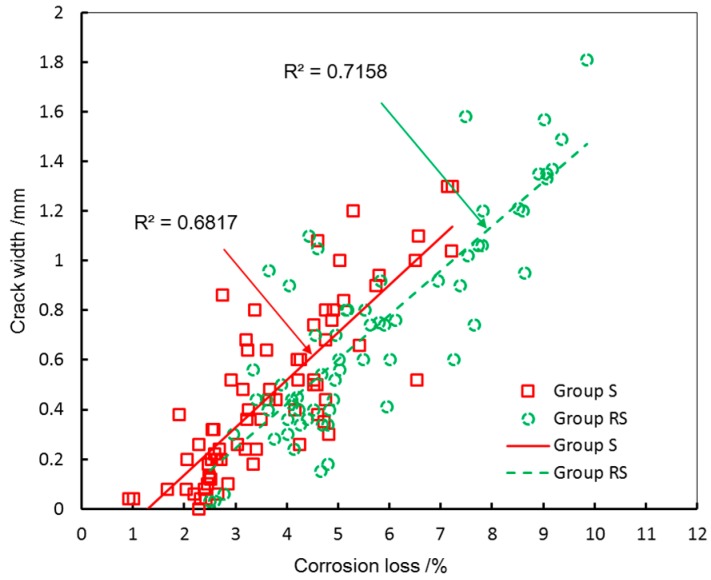 2
1.8
1.6
1.4
1.2
1
0.8
0.6
0.4
0.2
0
Crack width /mm
R² = 0.7158
R² = 0.6817
Group S
Group RS
Group S
Group RS
0 1 2 3 4 5 6 7 8 9 10 11 12
Corrosion loss /%